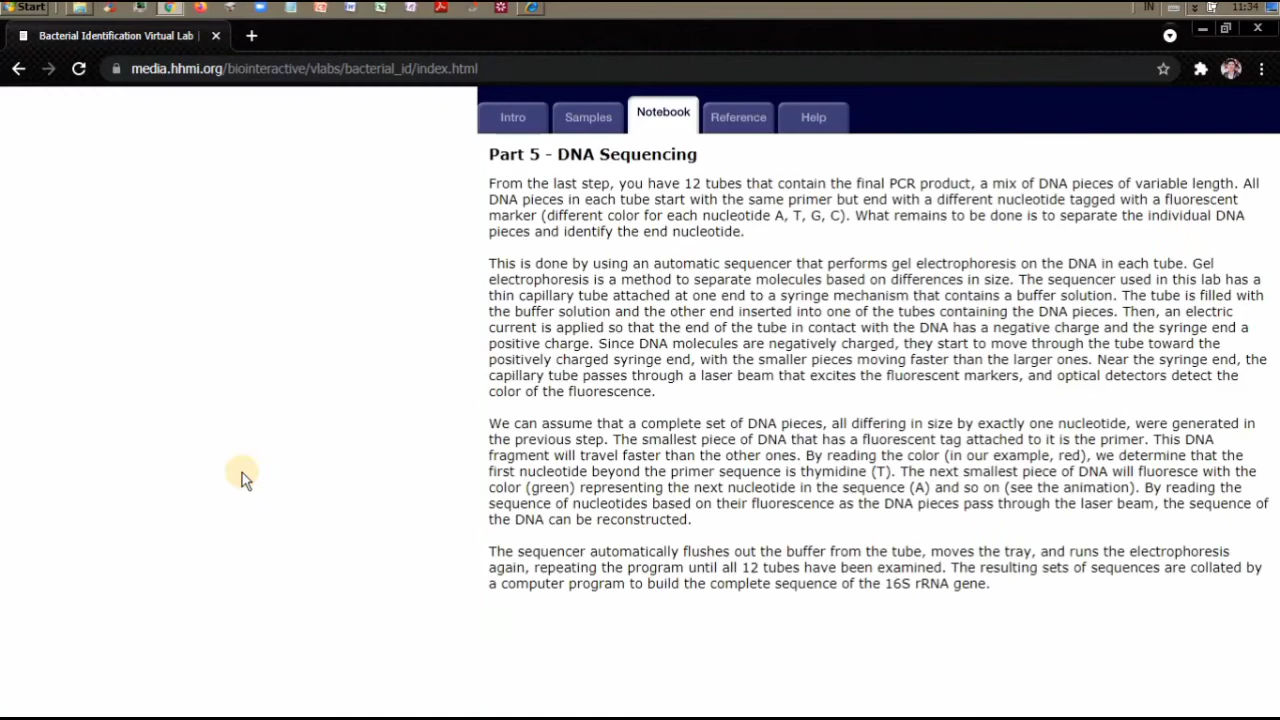 Start
IN
11:34
Bacterial Identification Virtual Lab
media.hhmi.org/biointeractive/vlabs/bacterial_id/index.html
Intro
Samples
Notebook
Reference
Help
Part 5 - DNA Sequencing
From the last step, you have 12 tubes that contain the final PCR product, a mix of DNA pieces of variable length. All
DNA pieces in each tube start with the same primer but end with a different nucleotide tagged with a fluorescent
marker (different color for each nucleotide A, T, G, C). What remains to be done is to separate the individual DNA
pieces and identify the end nucleotide.
This is done by using an automatic sequencer that performs gel electrophoresis on the DNA in each tube. Gel
electrophoresis is a method to separate molecules based on differences in size. The sequencer used in this lab has a
thin capillary tube attached at one end to a syringe mechanism that contains a buffer solution. The tube is filled with
the buffer solution and the other end inserted into one of the tubes containing the DNA pieces. Then, an electric
current is applied so that the end of the tube in contact with the DNA has a negative charge and the syringe end a
positive charge. Since DNA molecules are negatively charged, they start to move through the tube toward the
positively charged syringe end, with the smaller pieces moving faster than the larger ones. Near the syringe end, the
capillary tube passes through a laser beam that excites the fluorescent markers, and optical detectors detect the
color of the fluorescence.
We can assume that a complete set of DNA pieces, all differing in size by exactly one nucleotide, were generated in
the previous step. The smallest piece of DNA that has a fluorescent tag attached to it is the primer. This DNA
fragment will travel faster than the other ones. By reading the color (in our example, red), we determine that the
first nucleotide beyond the primer sequence is thymidine (T). The next smallest piece of DNA will fluoresce with the
color (green) representing the next nucleotide in the sequence (A) and so on (see the animation). By reading the
sequence of nucleotides based on their fluorescence as the DNA pieces pass through the laser beam, the sequence of
the DNA can be reconstructed.
The sequencer automatically flushes out the buffer from the tube, moves the tray, and runs the electrophoresis
again, repeating the program until all 12 tubes have been examined. The resulting sets of sequences are collated by
a computer program to build the complete sequence of the 16S rRNA gene.